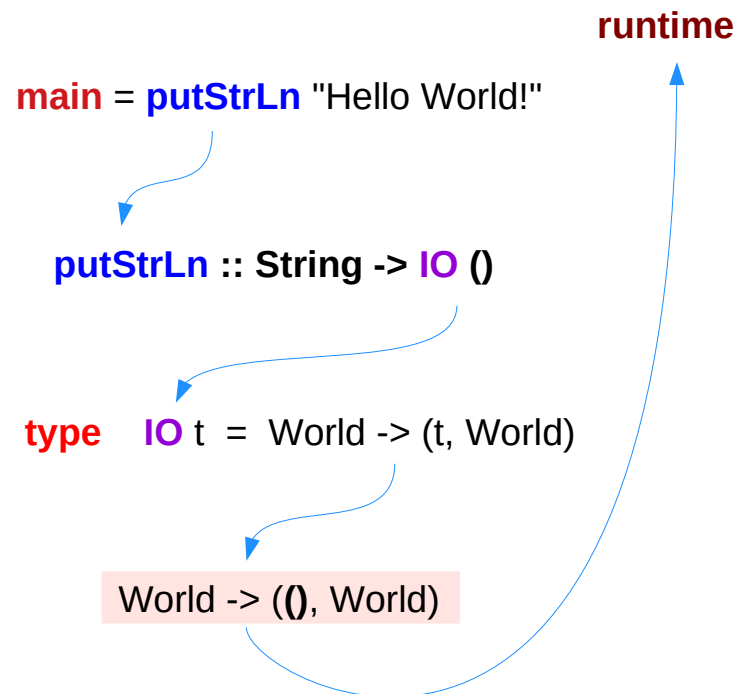 runtime
main = putStrLn "Hello World!"
putStrLn :: String -> IO ()
type IO t = World -> (t, World)
World -> ((), World)